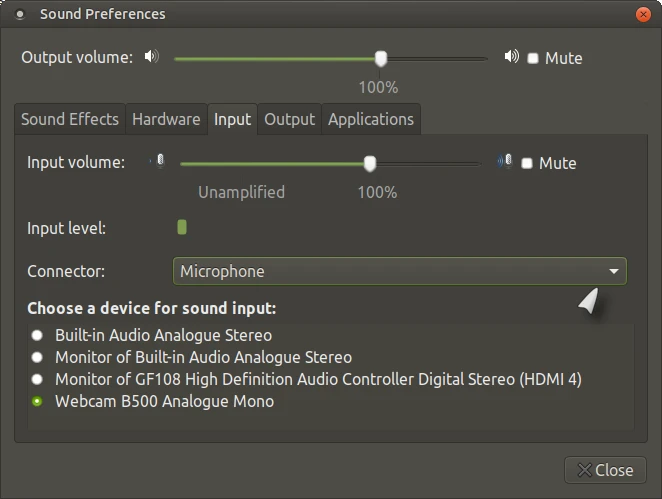 Sound Preferences
Output volume: Mute
100%
Sound Effects Hardware Input Output Applications
Input volume: Mute
Unamplified 100%
Input level:
Connector: Microphone
Choose a device for sound input:
Built-in Audio Analogue Stereo
Monitor of Built-in Audio Analogue Stereo
Monitor of GF108 High Definition Audio Controller Digital Stereo (HDMI 4)
Webcam B500 Analogue Mono
Close